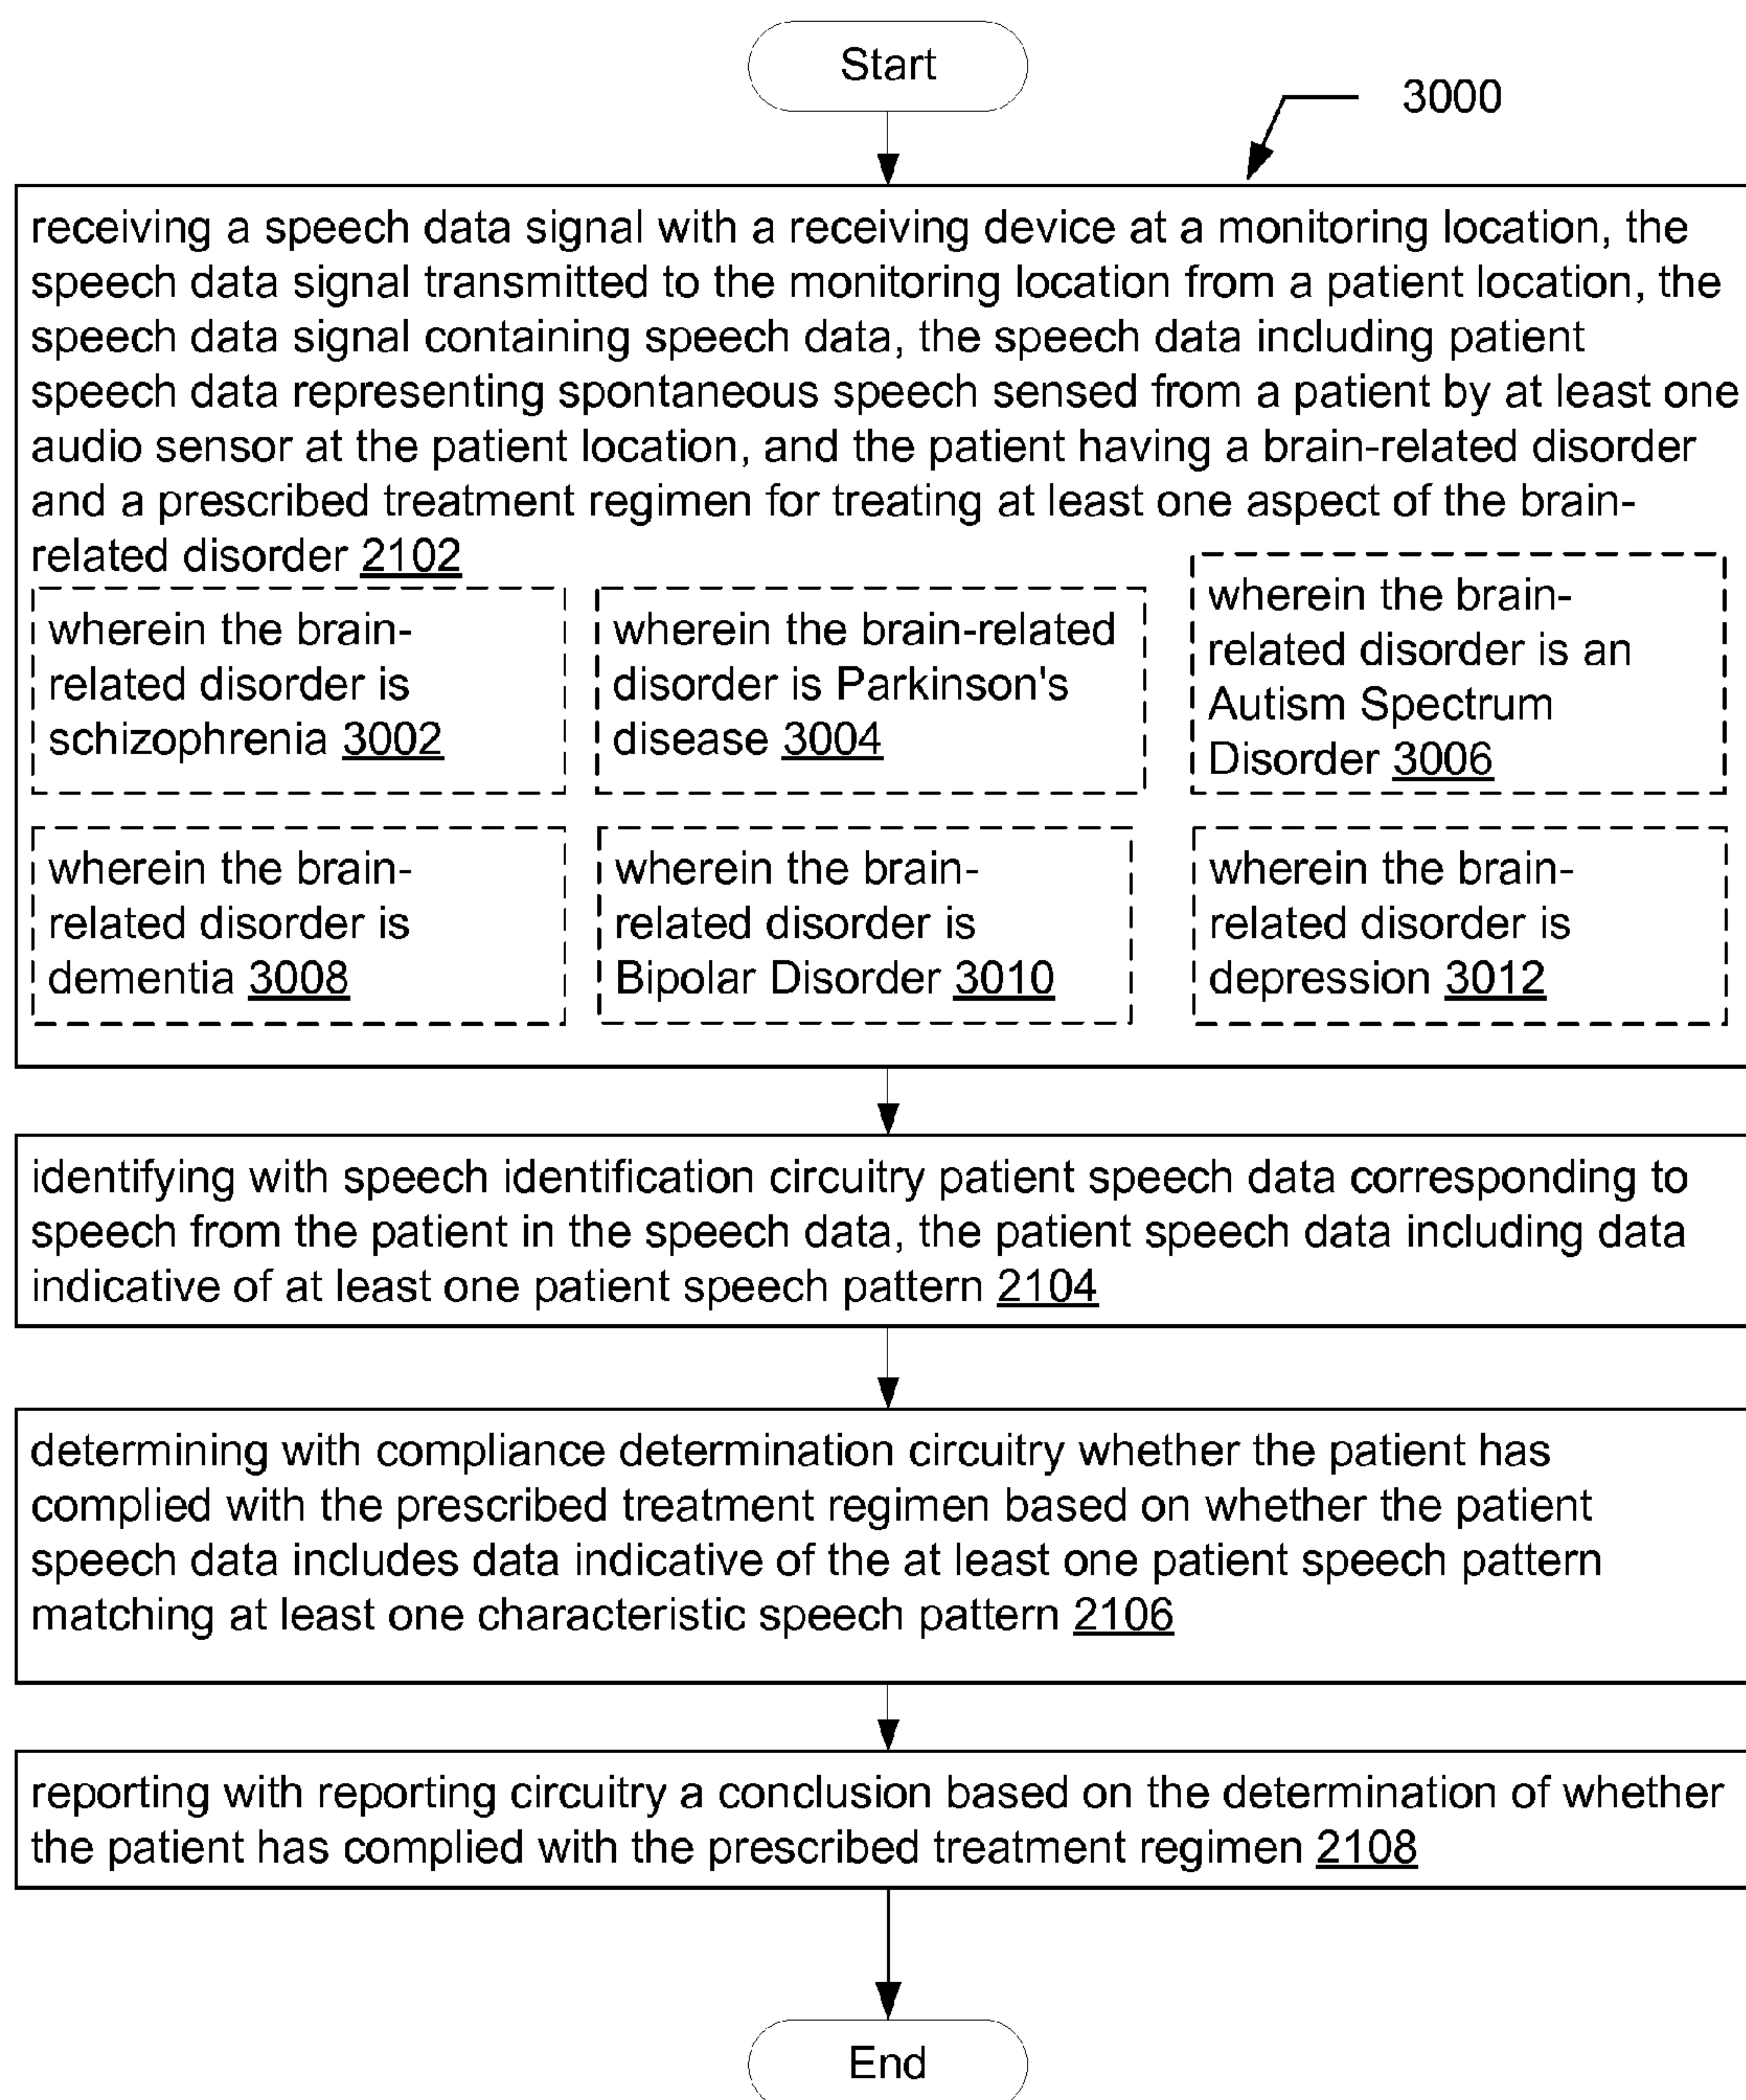 Start
3000
receiving a speech data signal with a receiving device at a monitoring location, the
speech data signal transmitted to the monitoring location from a patient location, the
speech data signal containing speech data, the speech data including patient
speech data representing spontaneous speech sensed from a patient by at least one
audio sensor at the patient location, and the patient having a brain-related disorder
and a prescribed treatment regimen for treating at least one aspect of the brain-
related disorder 2102
wherein the brain-
related disorder is
schizophrenia 3002
wherein the brain-related
disorder is Parkinson's
disease 3004
wherein the brain-
related disorder is an
Autism Spectrum
Disorder 3006
wherein the brain-
related disorder is
dementia 3008
wherein the brain-
related disorder is
Bipolar Disorder 3010
wherein the brain-
related disorder is
depression 3012
identifying with speech identification circuitry patient speech data corresponding to
speech from the patient in the speech data, the patient speech data including data
indicative of at least one patient speech pattern 2104
determining with compliance determination circuitry whether the patient has
complied with the prescribed treatment regimen based on whether the patient
speech data includes data indicative of the at least one patient speech pattern
matching at least one characteristic speech pattern 2106
reporting with reporting circuitry a conclusion based on the determination of whether
the patient has complied with the prescribed treatment regimen 2108
End